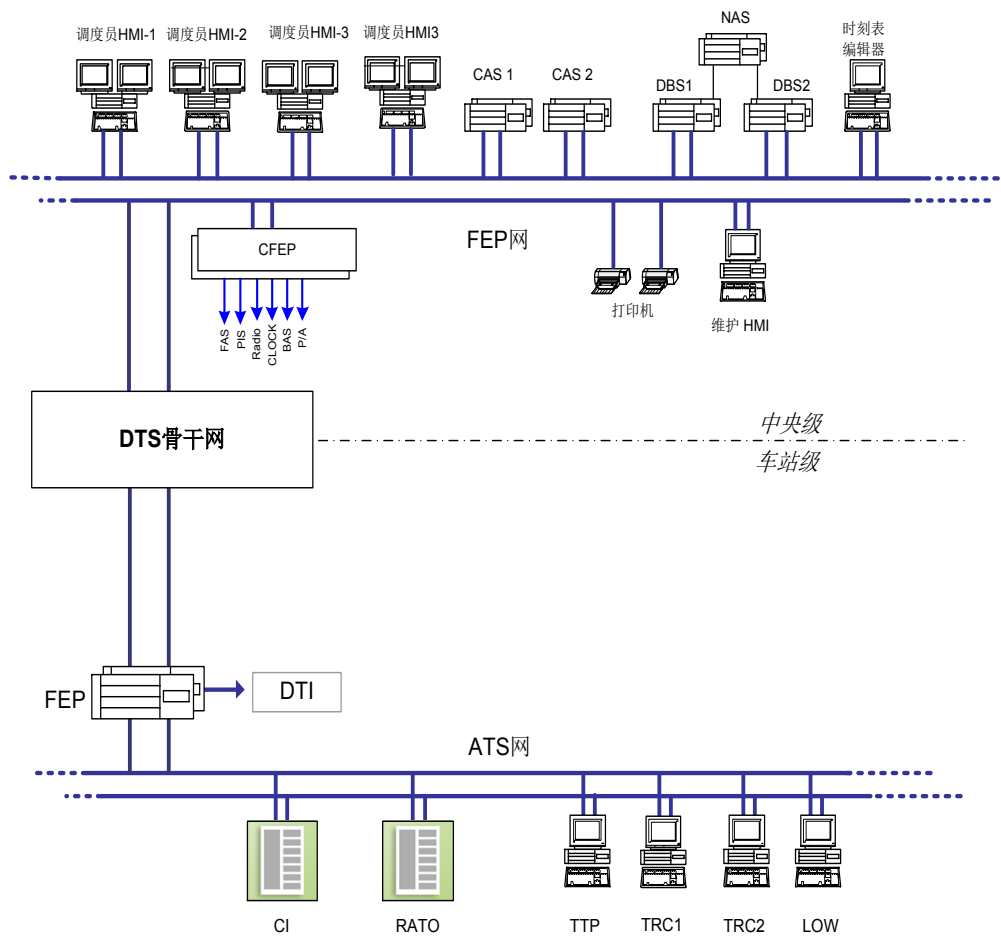 调度员HMI-1
调度员HMI-2
调度员HMI-3
调度员HMI3
CAS 1
CAS 2
NAS
DBS1
DBS2
时刻表
编辑器
CFEP
FAS
PIS
Radio
CLOCK
BAS
P/A
FEP网
打印机
维护 HMI
DTS骨干网
中央级
车站级
FEP
DTI
ATS网
CI
RATO
TTP
TRC1
TRC2
LOW